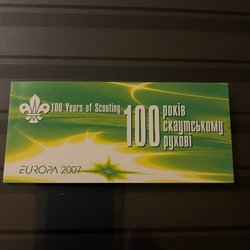 100 Years of Scouting
100 років
скаутському
рухові
EUROPA 2007